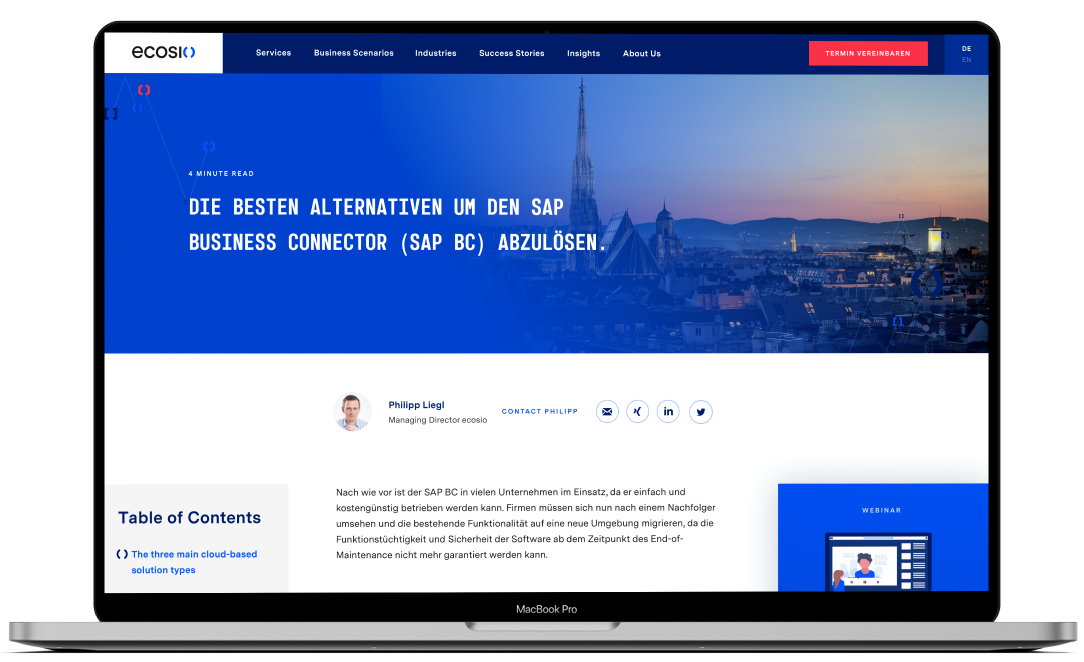 ecosio
Services
Business Scenarios
Industries
Success Stories
Insights
About Us
TERMIN VEREINBAREN
DE
EN
4 MINUTE READ
DIE BESTEN ALTERNATIVEN UM DEN SAP
BUSINESS CONNECTOR (SAP BC) ABZULÖSEN.
Philipp Liegl
Managing Director ecosio
CONTACT PHILIPP
Table of Contents
The three main cloud-based
solution types
Nach wie vor ist der SAP BC in vielen Unternehmen im Einsatz, da er einfach und
kostengünstig betrieben werden kann. Firmen müssen sich nun nach einem Nachfolger
umsehen und die bestehende Funktionalität auf eine neue Umgebung migrieren, da die
Funktionstüchtigkeit und Sicherheit der Software ab dem Zeitpunkt des End-of-
Maintenance nicht mehr garantiert werden kann.
WEBINAR
MacBook Pro